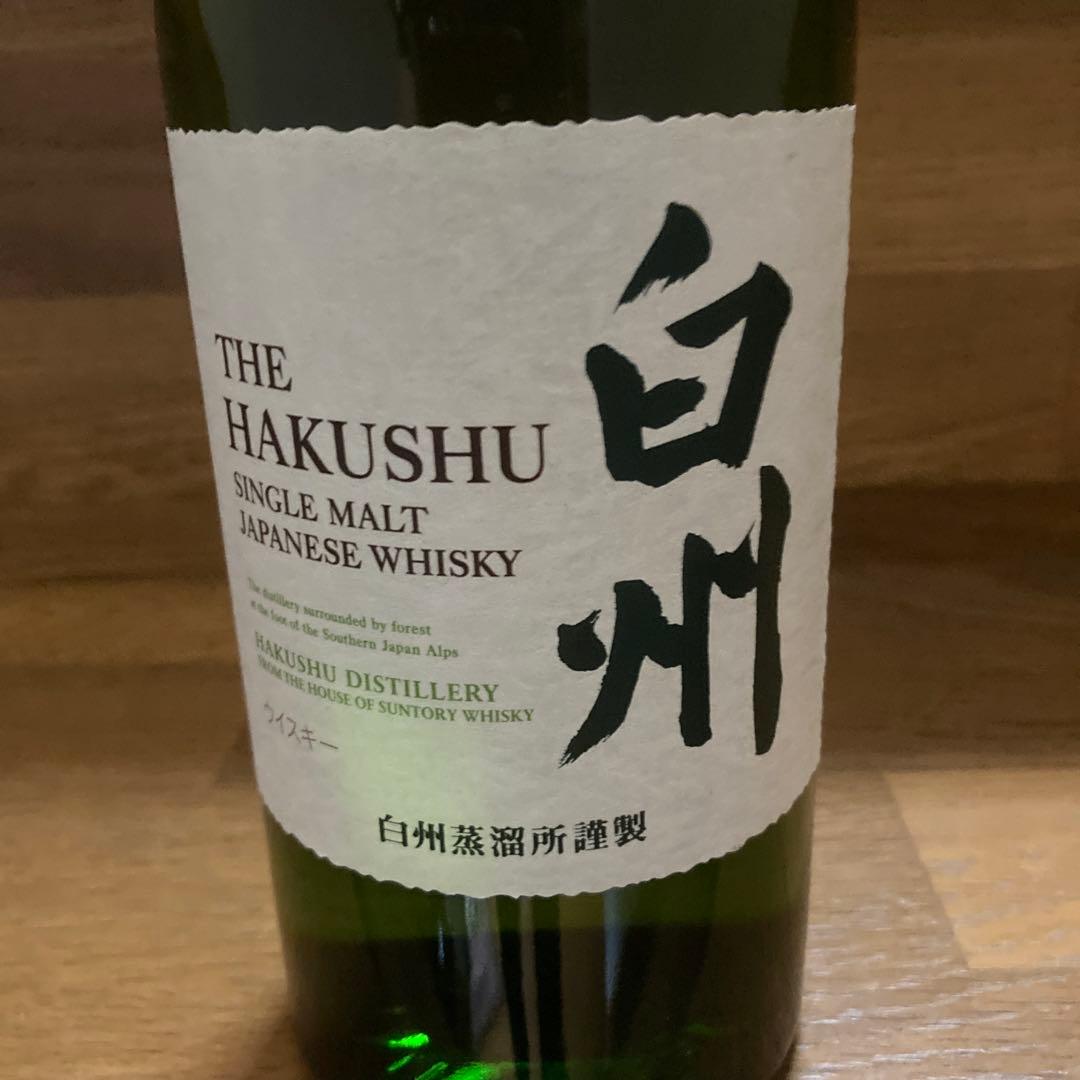 THE
HAKUSHU
SINGLE MALT
JAPANESE WHISKY
The distillery surrounded by forest
at the foot of the Southern Japan Alps
HAKUSHU DISTILLERY
FROM THE HOUSE OF SUNTORY WHISKY
ウイスキー
白州
白州蒸溜所謹製